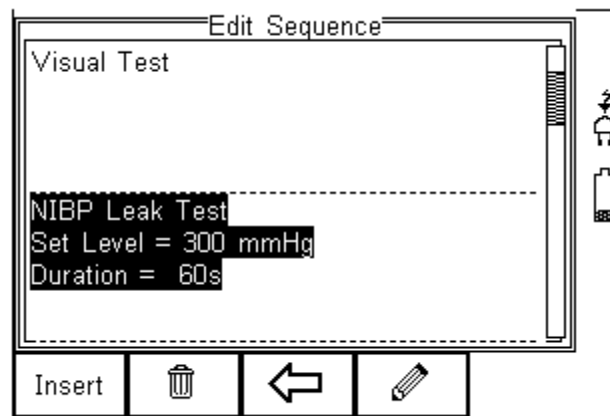 Edit Sequence
Visual Test
NIBP Leak Test
Set Level = 300 mmHg
Duration = 60s
Insert